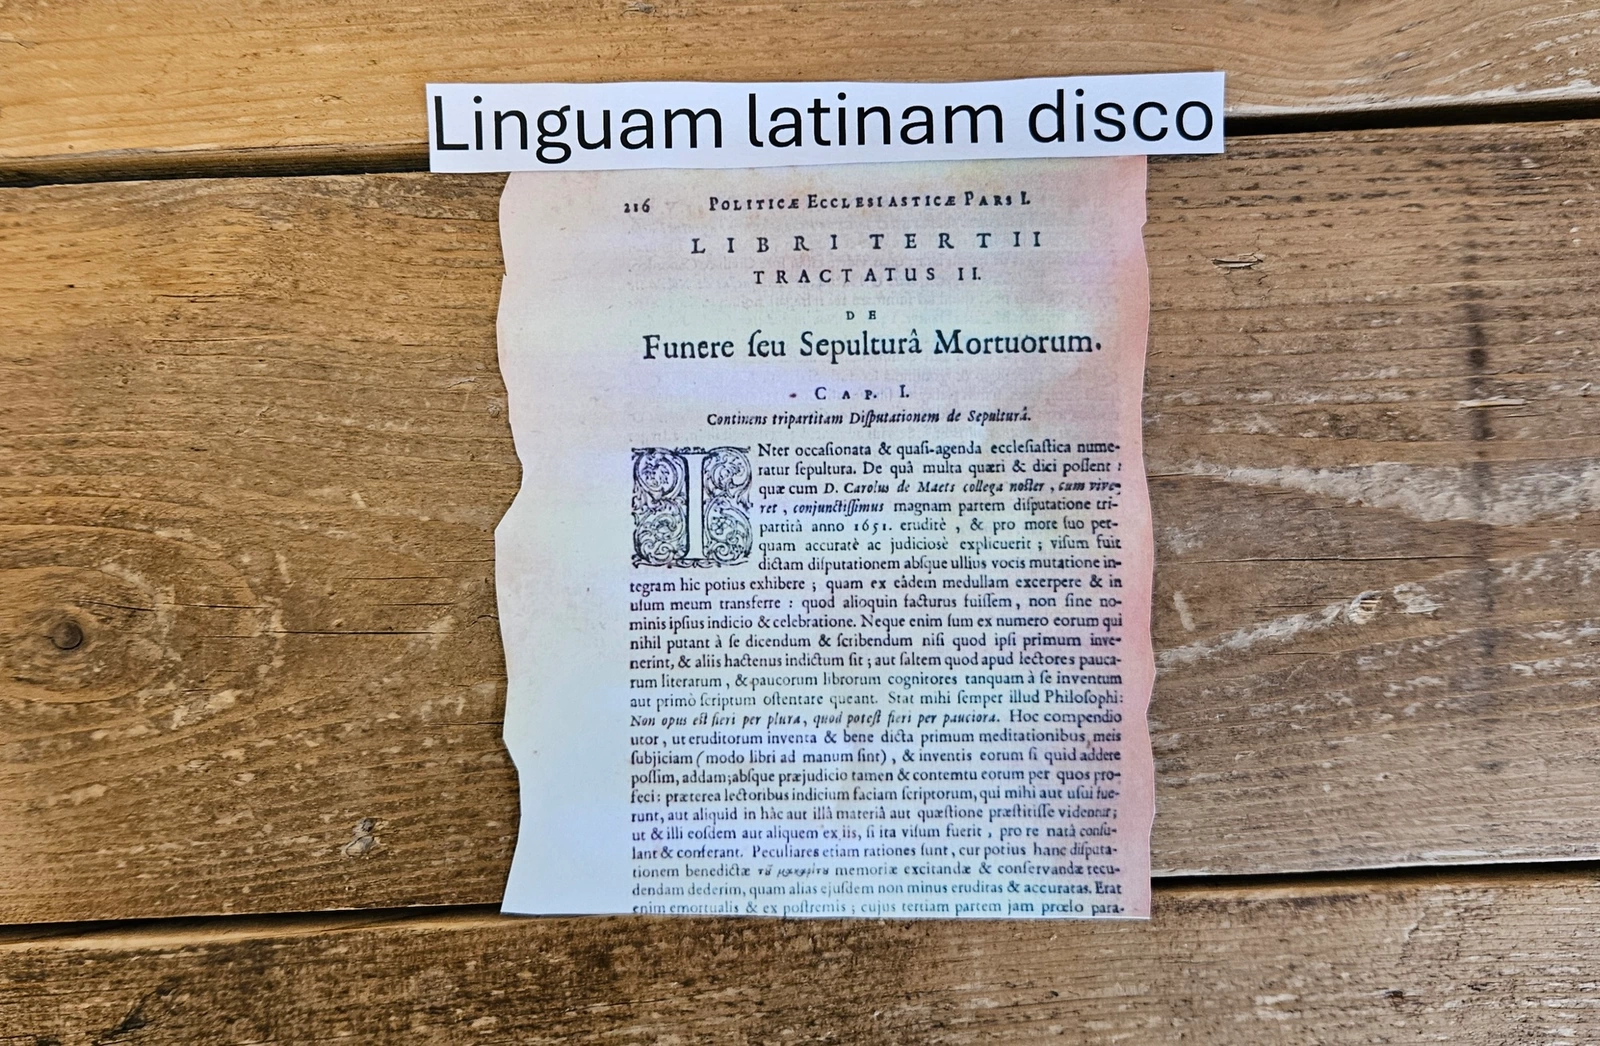 Linguam latinam disco
216 POLITICÆ ECCLESIASTICÆ PARS I.
LIBRI TERTII
TRACTATUS II.
DE
Funere ſeu Sepulturâ Mortuorum.
CAP. I.
Continens tripartitam Diſputationem de Sepulturâ.
INter occaſionata & quaſi-agenda eccleſiaſtica nume-
ratur ſepultura. De quâ multa quæri & dici poſſent :
quæ cum D. Carolus de Maets collega noſter , cum vive-
ret , conjunctiſſimus magnam partem diſputatione tri-
partitâ anno 1651. eruditè , & pro more ſuo per-
quam accuratè ac judiciosè explicuerit ; viſum fuit
dictam diſputationem abſque ullius vocis mutatione in-
tegram hic potius exhibere ; quam ex eâdem medullam excerpere & in
uſum meum transferre : quod alioquin facturus fuiſſem , non ſine no-
minis ipſius indicio & celebratione. Neque enim ſum ex numero eorum qui
nihil putant à ſe dicendum & ſcribendum niſi quod ipſi primum inve-
nerint, & aliis hactenus indictum ſit ; aut ſaltem quod apud lectores pauca-
rum literarum , & paucorum librorum cognitores tanquam à ſe inventum
aut primò ſcriptum oſtentare queant. Stat mihi ſemper illud Philoſophi:
Non opus eſt fieri per plura, quod poteſt fieri per pauciora. Hoc compendio
utor , ut eruditorum inventa & bene dicta primum meditationibus meis
ſubjiciam (modo libri ad manum ſint) , & inventis eorum ſi quid addere
poſſim, addam; abſque præjudicio tamen & contemtu eorum per quos pro-
feci: præterea lectoribus indicium faciam ſcriptorum, qui mihi aut uſui fue-
runt, aut aliquid in hâc aut illâ materiâ aut quæſtione præſtitiſſe videntur;
ut & illi eoſdem aut aliquem ex iis, ſi ita viſum fuerit , pro re natâ conſu-
lant & conferant. Peculiares etiam rationes ſunt , cur potius hanc diſputa-
tionem benedictæ memoriæ excitandæ & conſervandæ recu-
dendam dederim, quam alias ejuſdem non minus eruditas & accuratas. Erat
enim emortualis & ex poſtremis ; cujus tertiam partem jam prœlo para-